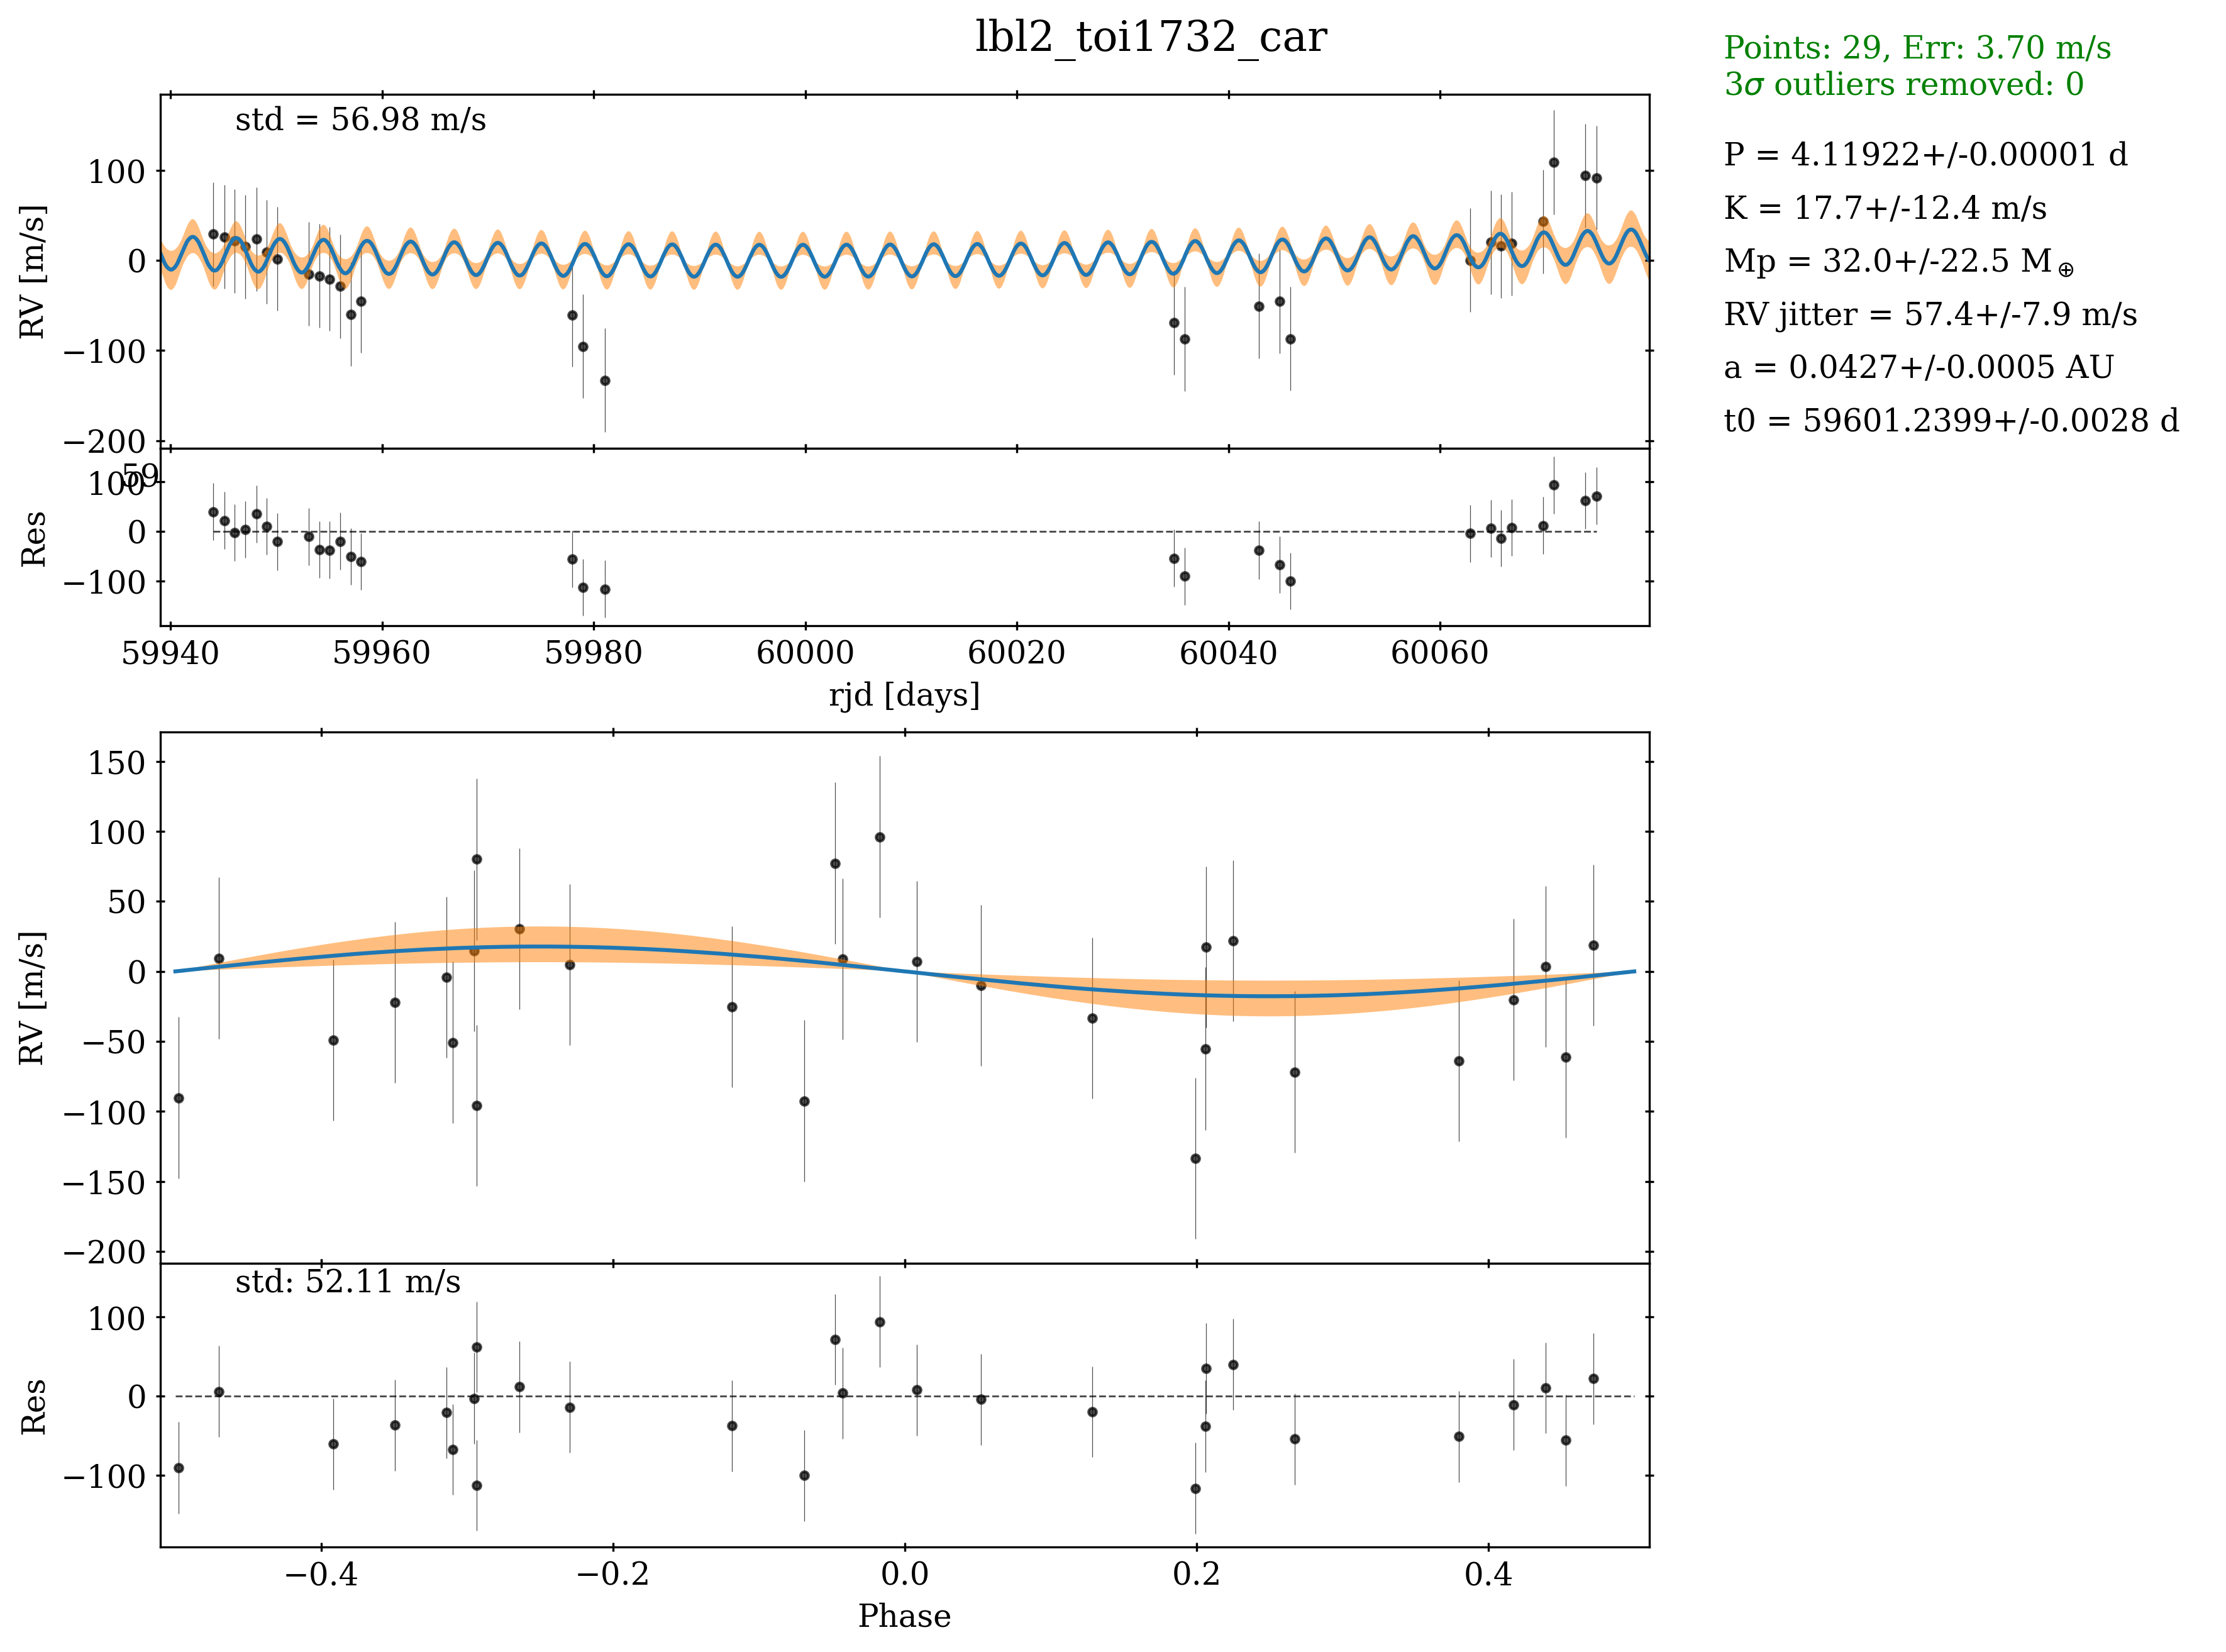 lbl2_toi1732_car
Points: 29, Err: 3.70 m/s
3σ outliers removed: 0
P = 4.11922+/-0.00001 d
K = 17.7+/-12.4 m/s
Mp = 32.0+/-22.5 M⊕
RV jitter = 57.4+/-7.9 m/s
a = 0.0427+/-0.0005 AU
t0 = 59601.2399+/-0.0028 d
std = 56.98 m/s
RV [m/s]
100
0
−100
−200
59
Res
100
0
−100
59940 59960 59980 60000 60020 60040 60060
rjd [days]
RV [m/s]
150
100
50
0
−50
−100
−150
−200
std: 52.11 m/s
Res
100
0
−100
−0.4 −0.2 0.0 0.2 0.4
Phase